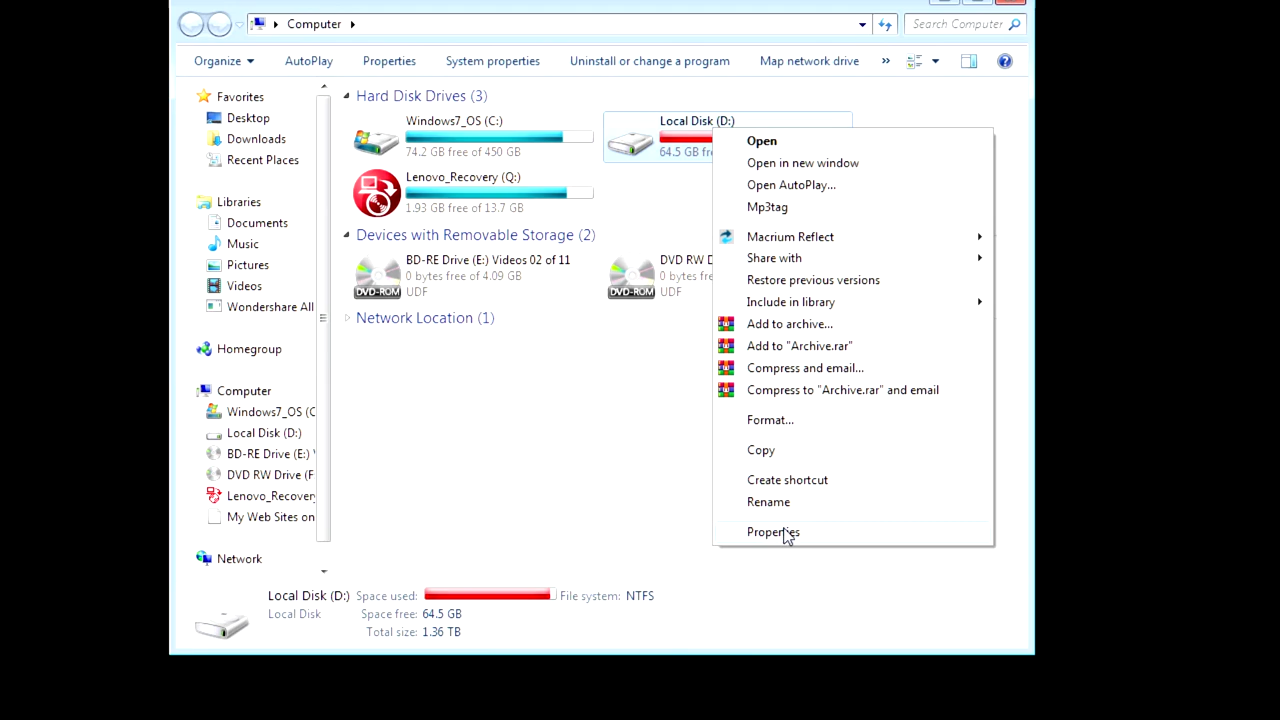 Computer
Search Computer
Organize
AutoPlay
Properties
System properties
Uninstall or change a program
Map network drive
»
Favorites
Desktop
Downloads
Recent Places
Libraries
Documents
Music
Pictures
Videos
Wondershare All
Homegroup
Computer
Windows7_OS (C
Local Disk (D:)
BD-RE Drive (E:)
DVD RW Drive (F
Lenovo_Recovery
My Web Sites on
Network
Hard Disk Drives (3)
Windows7_OS (C:)
74.2 GB free of 450 GB
Local Disk (D:)
64.5 GB fre
Lenovo_Recovery (Q:)
1.93 GB free of 13.7 GB
Devices with Removable Storage (2)
BD-RE Drive (E:) Videos 02 of 11
0 bytes free of 4.09 GB
UDF
DVD-ROM
DVD RW D
0 bytes fre
UDF
DVD-ROM
Network Location (1)
Open
Open in new window
Open AutoPlay...
Mp3tag
Macrium Reflect
Share with
Restore previous versions
Include in library
Add to archive...
Add to "Archive.rar"
Compress and email...
Compress to "Archive.rar" and email
Format...
Copy
Create shortcut
Rename
Properties
Local Disk (D:) Space used: File system: NTFS
Local Disk Space free: 64.5 GB
Total size: 1.36 TB